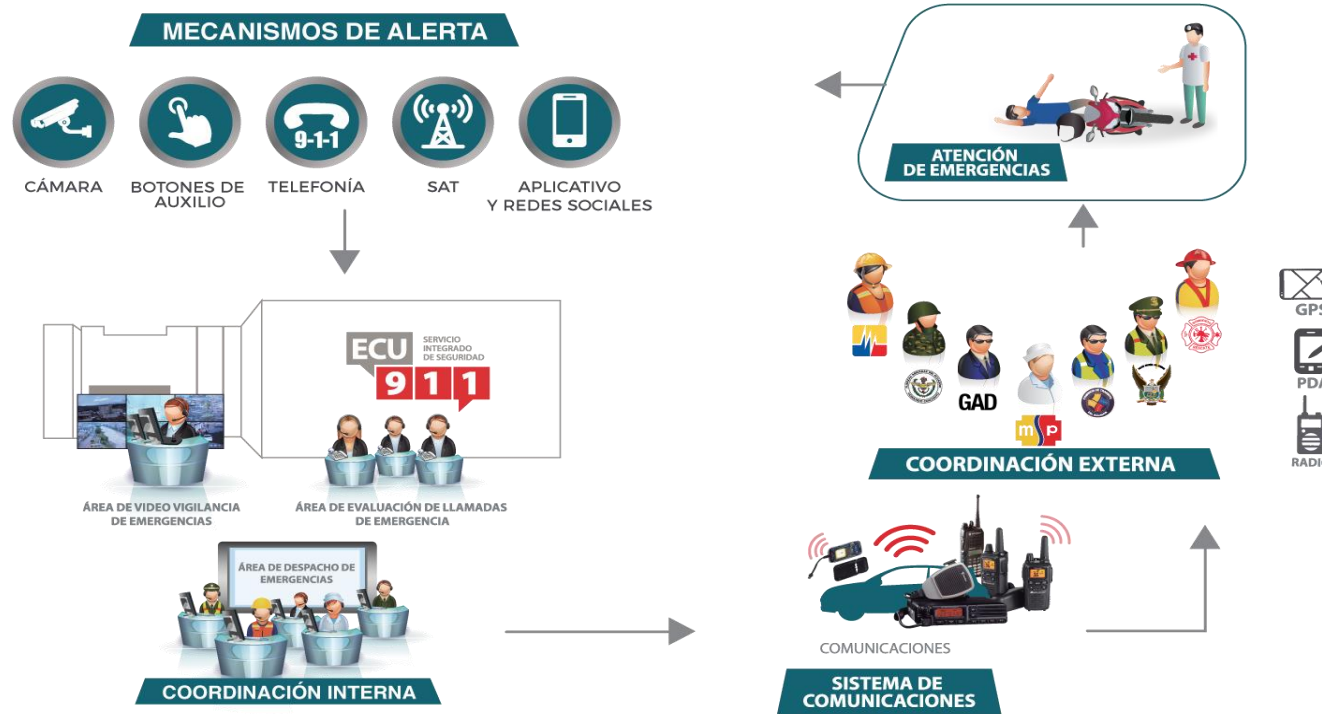 MECANISMOS DE ALERTA
9-1-1
CÁMARA
BOTONES DE
AUXILIO
TELEFONÍA
SAT
APLICATIVO
Y REDES SOCIALES
ECU
911
SERVICIO
INTEGRADO
DE SEGURIDAD
ÁREA DE VIDEO VIGILANCIA
DE EMERGENCIAS
ÁREA DE EVALUACIÓN DE LLAMADAS
DE EMERGENCIA
ÁREA DE DESPACHO DE
EMERGENCIAS
COORDINACIÓN INTERNA
COMUNICACIONES
SISTEMA DE
COMUNICACIONES
GAD
msp
COORDINACIÓN EXTERNA
GPS
PDA
RADIO
ATENCIÓN
DE EMERGENCIAS